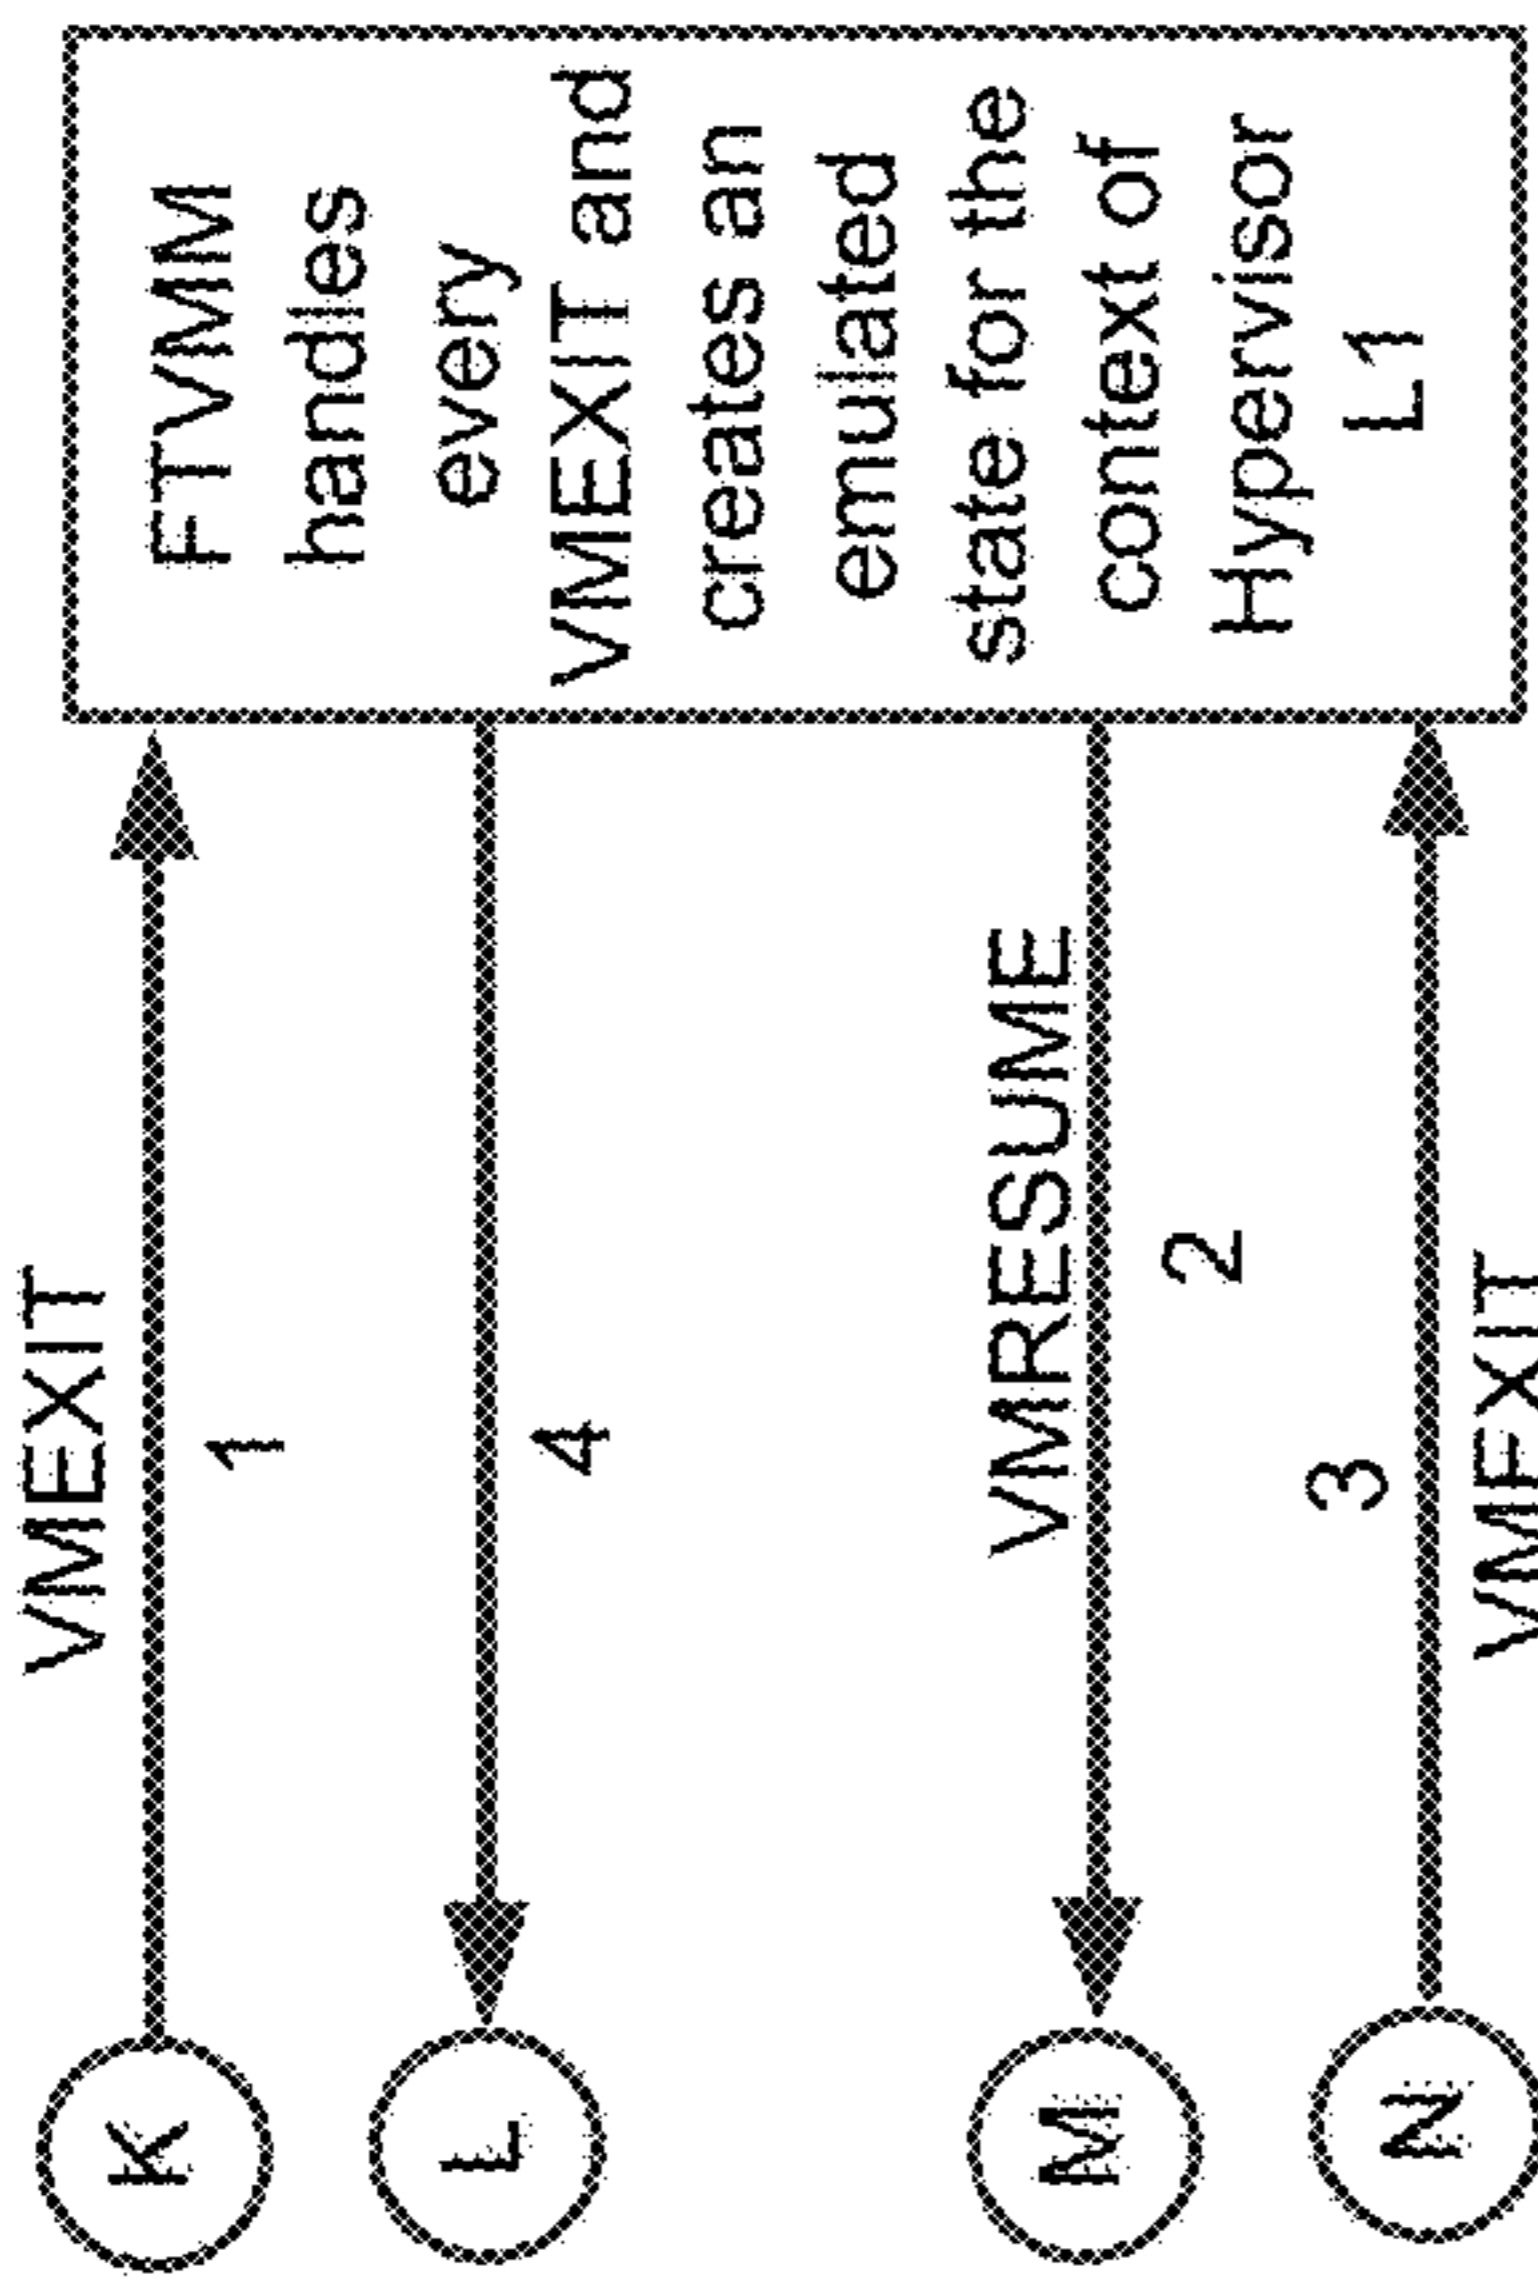 VMEXIT
K
1
L
4
FTVMM
handles
every
VMEXIT and
creates an
emulated
state for the
context of
Hypervisor
L1
VMRESUME
M
2
3
N
VMEXIT